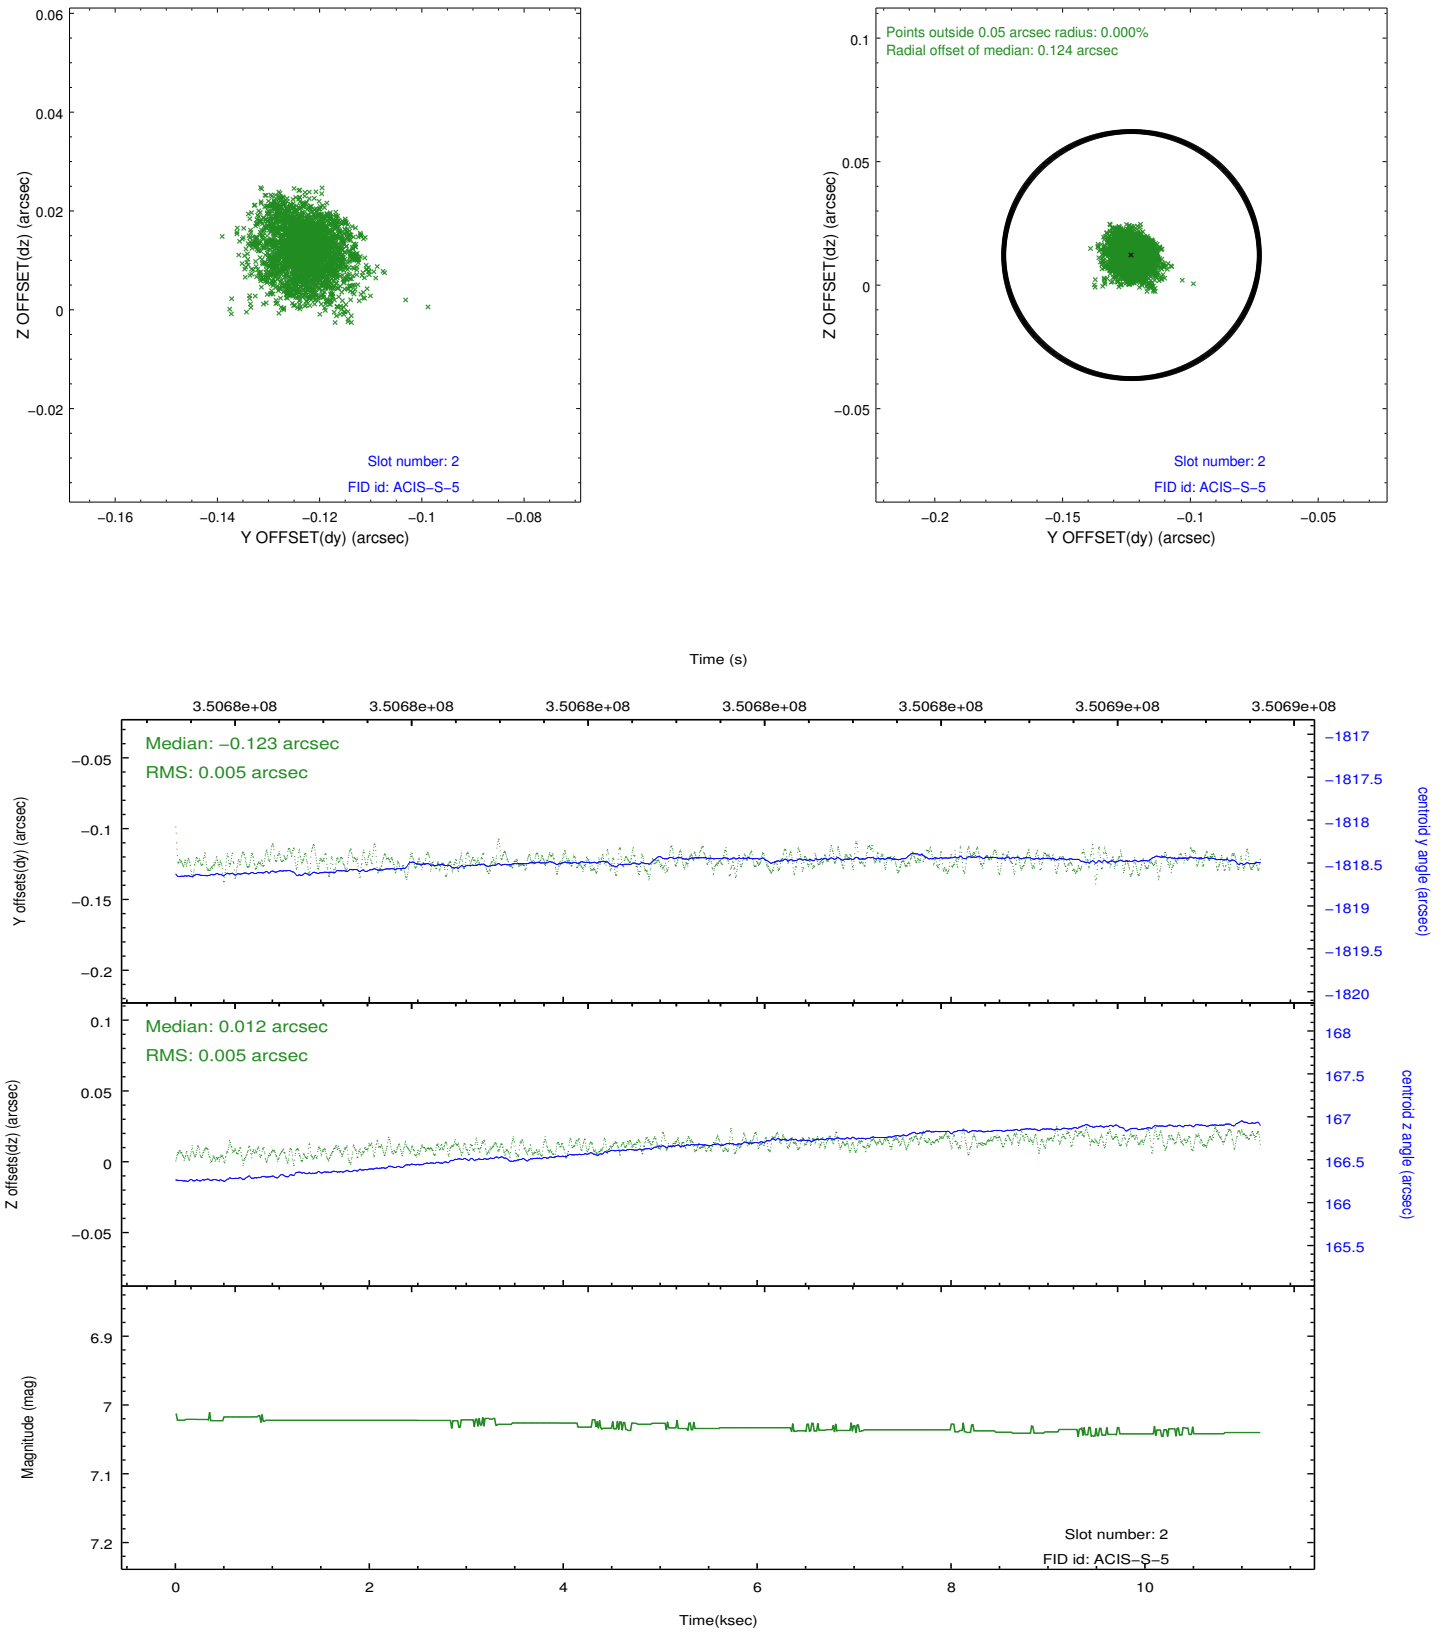 0.06
0.04
0.02
0
−0.02
Z OFFSET(dz) (arcsec)
Slot number: 2
FID id: ACIS−S−5
−0.16
−0.14
−0.12
−0.1
−0.08
Y OFFSET(dy) (arcsec)
Points outside 0.05 arcsec radius: 0.000%
Radial offset of median: 0.124 arcsec
0.1
0.05
0
−0.05
Z OFFSET(dz) (arcsec)
Slot number: 2
FID id: ACIS−S−5
−0.2
−0.15
−0.1
−0.05
Y OFFSET(dy) (arcsec)
Time (s)
3.5068e+08
3.5068e+08
3.5068e+08
3.5068e+08
3.5068e+08
3.5069e+08
3.5069e+08
Median: −0.123 arcsec
RMS: 0.005 arcsec
−0.05
−0.1
−0.15
−0.2
Y offsets(dy) (arcsec)
−1817
−1817.5
−1818
−1818.5
−1819
−1819.5
−1820
centroid y angle (arcsec)
Median: 0.012 arcsec
RMS: 0.005 arcsec
0.1
0.05
0
−0.05
Z offsets(dz) (arcsec)
168
167.5
167
166.5
166
165.5
centroid z angle (arcsec)
6.9
7
7.1
7.2
Magnitude (mag)
Slot number: 2
FID id: ACIS−S−5
0
2
4
6
8
10
Time(ksec)